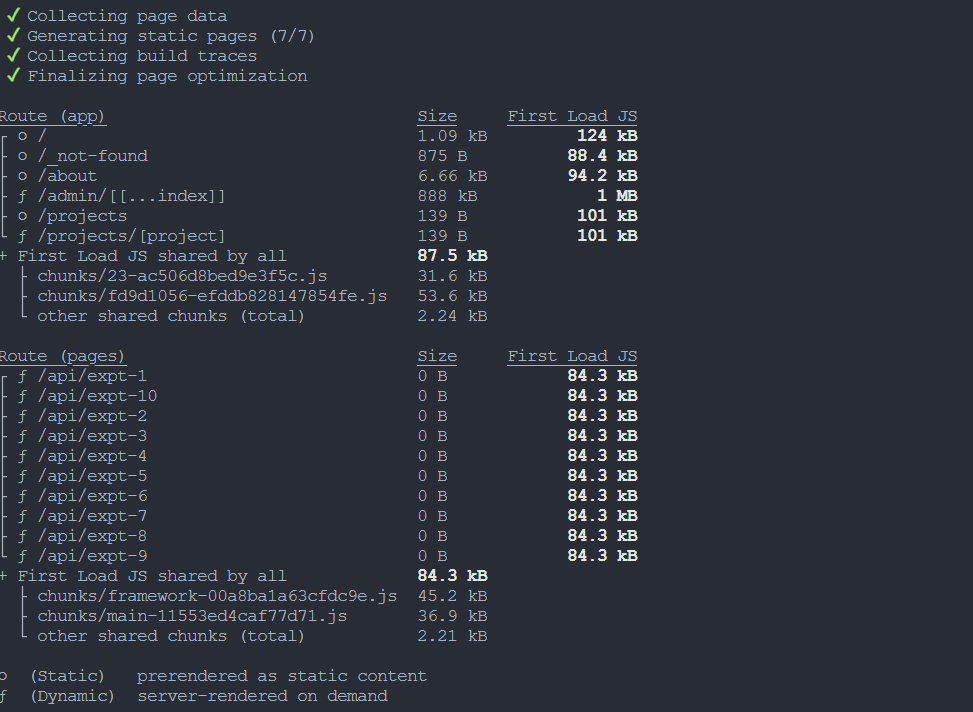 ✓ Collecting page data
✓ Generating static pages (7/7)
✓ Collecting build traces
✓ Finalizing page optimization
Route (app) Size First Load JS
┌ ○ / 1.09 kB 124 kB
├ ○ /_not-found 875 B 88.4 kB
├ ○ /about 6.66 kB 94.2 kB
├ ƒ /admin/[[...index]] 888 kB 1 MB
├ ○ /projects 139 B 101 kB
└ ƒ /projects/[project] 139 B 101 kB
+ First Load JS shared by all 87.5 kB
├ chunks/23-ac506d8bed9e3f5c.js 31.6 kB
├ chunks/fd9d1056-efddb828147854fe.js 53.6 kB
└ other shared chunks (total) 2.24 kB
Route (pages) Size First Load JS
┌ ƒ /api/expt-1 0 B 84.3 kB
├ ƒ /api/expt-10 0 B 84.3 kB
├ ƒ /api/expt-2 0 B 84.3 kB
├ ƒ /api/expt-3 0 B 84.3 kB
├ ƒ /api/expt-4 0 B 84.3 kB
├ ƒ /api/expt-5 0 B 84.3 kB
├ ƒ /api/expt-6 0 B 84.3 kB
├ ƒ /api/expt-7 0 B 84.3 kB
├ ƒ /api/expt-8 0 B 84.3 kB
└ ƒ /api/expt-9 0 B 84.3 kB
+ First Load JS shared by all 84.3 kB
├ chunks/framework-00a8ba1a63cfdc9e.js 45.2 kB
├ chunks/main-11553ed4caf77d71.js 36.9 kB
└ other shared chunks (total) 2.21 kB
○ (Static) prerendered as static content
ƒ (Dynamic) server-rendered on demand